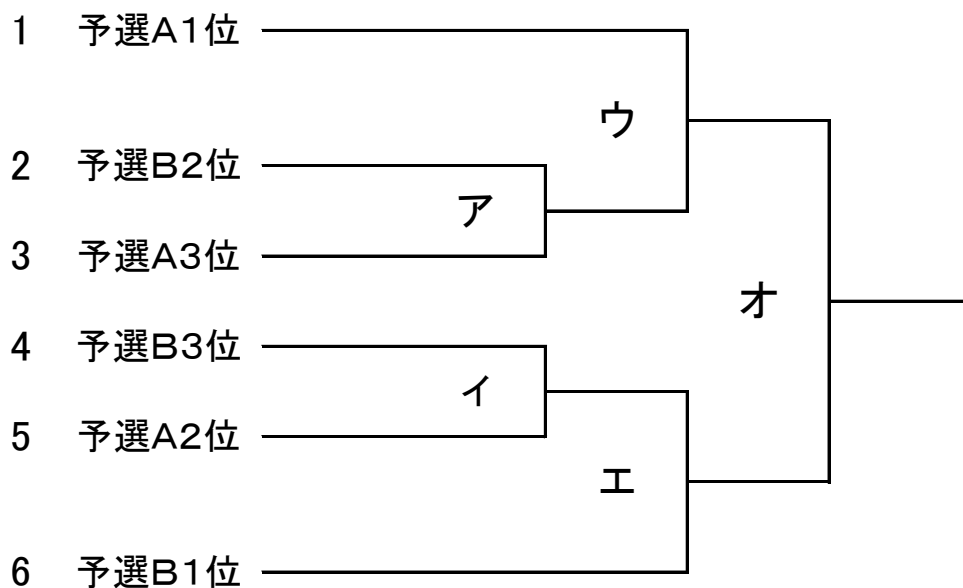 1 予選A1位
ウ
2 予選B2位
ア
3 予選A3位
オ
4 予選B3位
イ
5 予選A2位
エ
6 予選B1位